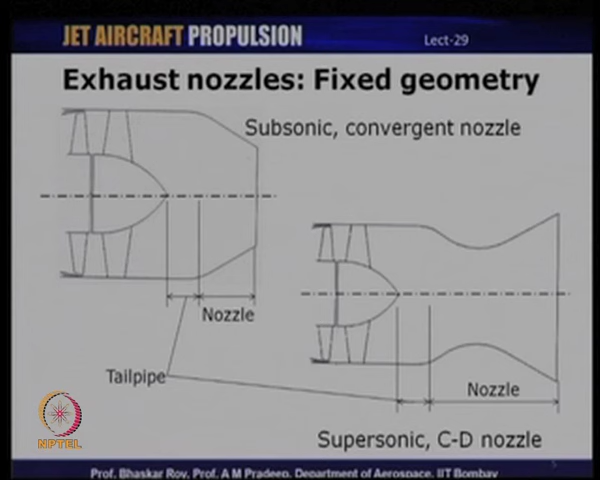 JET AIRCRAFT PROPULSION
Lect-29
Exhaust nozzles: Fixed geometry
Subsonic, convergent nozzle
Nozzle
Tailpipe
Nozzle
Supersonic, C-D nozzle
NPTEL
Prof. Bhaskar Roy, Prof. A M Pradeep, Department of Aerospace, IIT Bombay
5